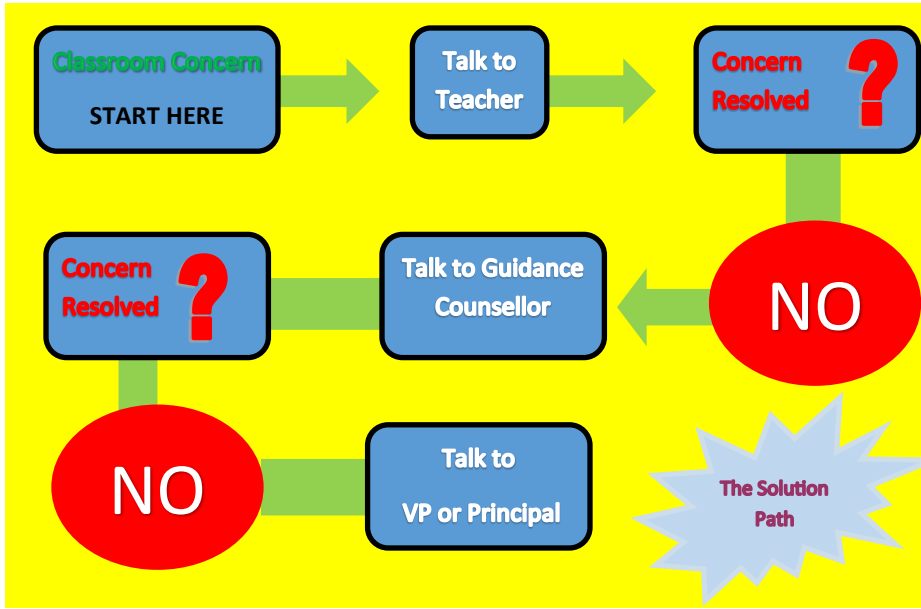 Classroom Concern
START HERE
Talk to
Teacher
Concern
Resolved
?
NO
Talk to Guidance
Counsellor
Concern
Resolved
?
NO
Talk to
VP or Principal
The Solution
Path